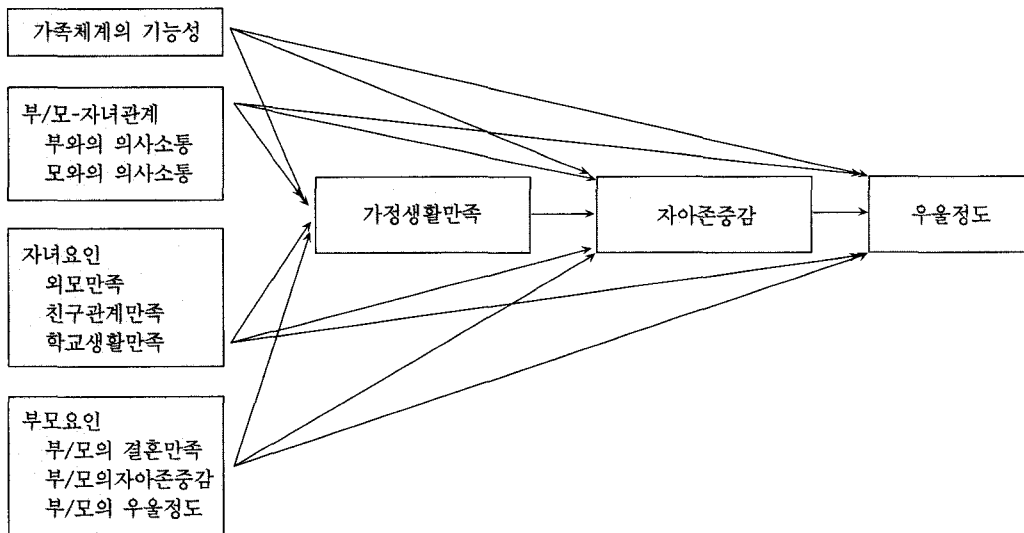 가족체계의 기능성
부/모-자녀관계
부와의 의사소통
모와의 의사소통
가정생활만족
자아존중감
우울정도
자녀요인
외모만족
친구관계만족
학교생활만족
부모요인
부/모의 결혼만족
부/모의자아존중감
부/모의 우울정도